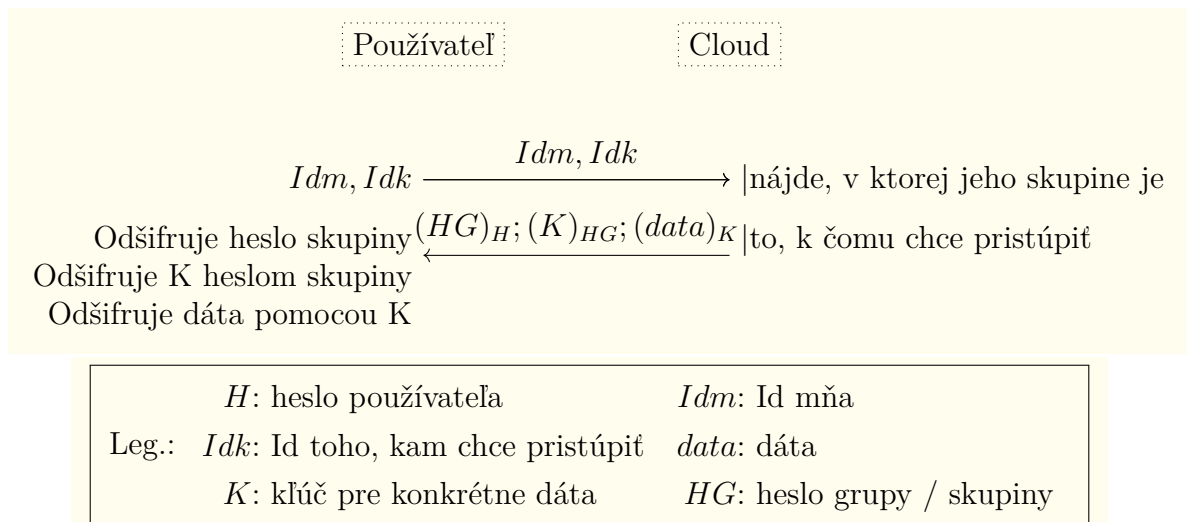 Používateľ Cloud
Idm, Idk Idm, Idk |nájde, v ktorej jeho skupine je
Odšifruje heslo skupiny (HG)_H; (K)_{HG}; (data)_K |to, k čomu chce pristúpiť
Odšifruje K heslom skupiny
Odšifruje dáta pomocou K
H: heslo používateľa Idm: Id mňa
Leg.: Idk: Id toho, kam chce pristúpiť data: dáta
K: kľúč pre konkrétne dáta HG: heslo grupy / skupiny